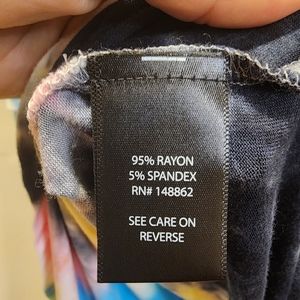 95% RAYON
5% SPANDEX
RN# 148862
SEE CARE ON
REVERSE